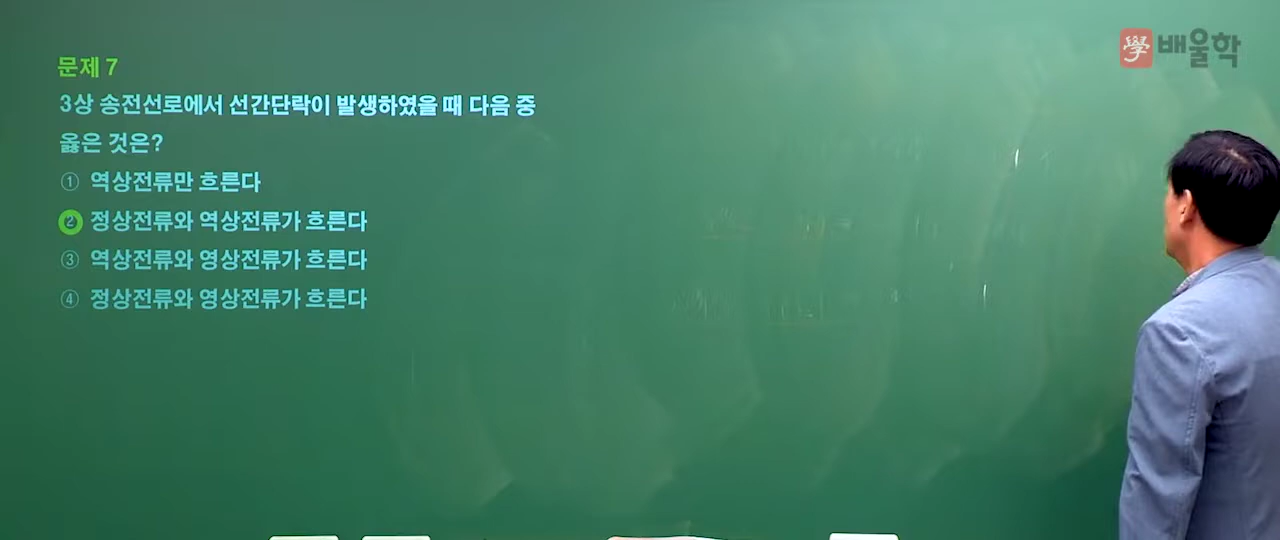 學 배울학
문제 7
3상 송전선로에서 선간단락이 발생하였을 때 다음 중
옳은 것은?
① 역상전류만 흐른다
② 정상전류와 역상전류가 흐른다
③ 역상전류와 영상전류가 흐른다
④ 정상전류와 영상전류가 흐른다